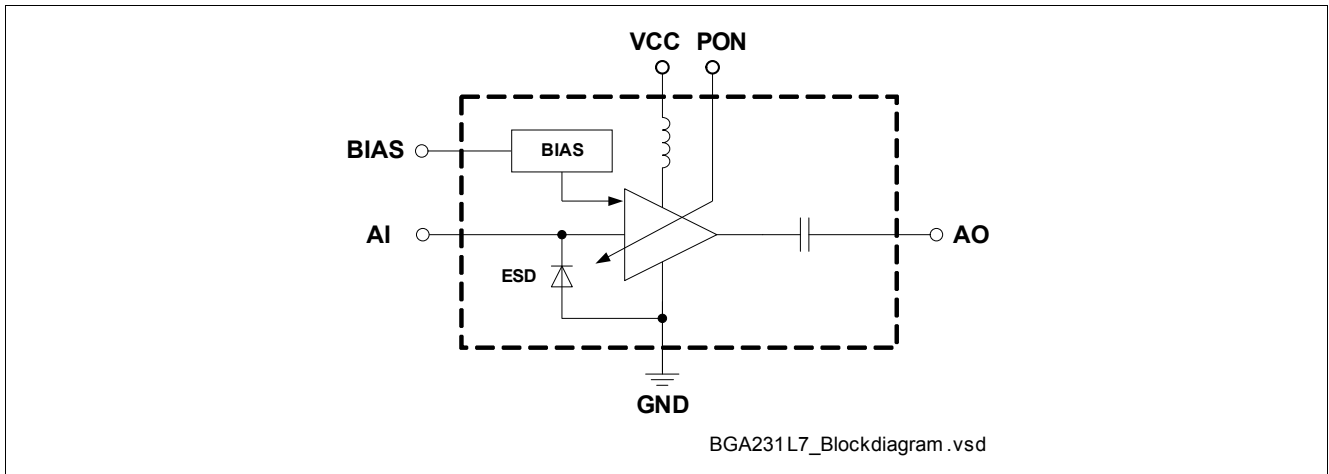 VCC PON
BIAS
BIAS
AI
AO
ESD
GND
BGA231L7_Blockdiagram.vsd